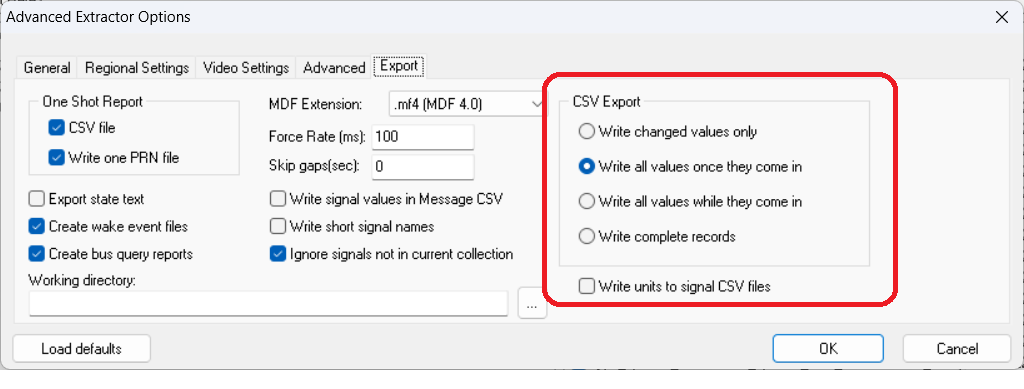 Advanced Extractor Options
General
Regional Settings
Video Settings
Advanced
Export
One Shot Report
CSV file
Write one PRN file
Export state text
Create wake event files
Create bus query reports
MDF Extension:
.mf4 (MDF 4.0)
Force Rate (ms):
100
Skip gaps(sec):
0
Write signal values in Message CSV
Write short signal names
Ignore signals not in current collection
Working directory:
...
CSV Export
Write changed values only
Write all values once they come in
Write all values while they come in
Write complete records
Write units to signal CSV files
Load defaults
OK
Cancel